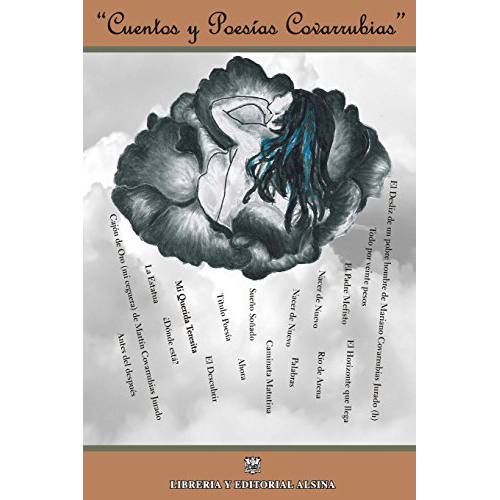 “Cuentos y Poesías Covarrubias”
Cajón de Oro (mi ceguera) de Martín Covarrubias Jurado
Antes del después
La Estatua
Mi Querida Teresita
¿Dónde está?
Título Poesía
El Descubrir
Sueño Soñado
Ahora
Caminata Matutina
Nacer de Nuevo
Palabras
Nacer de Nuevo
Río de Arena
El Padre Mefisto
El Horizonte que llega
Todo por veinte pesos
El Desliz de un pobre hombre de Mariano Covarrubias Jurado (h)
LIBRERIA Y EDITORIAL ALSINA